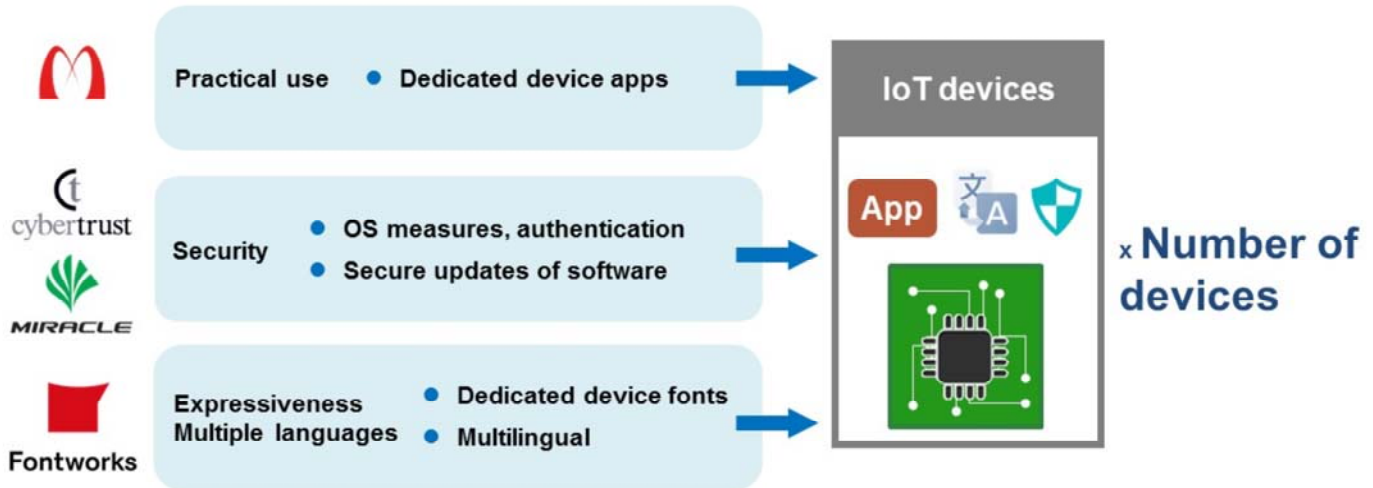 Practical use
● Dedicated device apps
cybertrust
MIRACLE
Security
● OS measures, authentication
● Secure updates of software
Fontworks
Expressiveness
Multiple languages
● Dedicated device fonts
● Multilingual
IoT devices
App
文
A
x Number of
devices